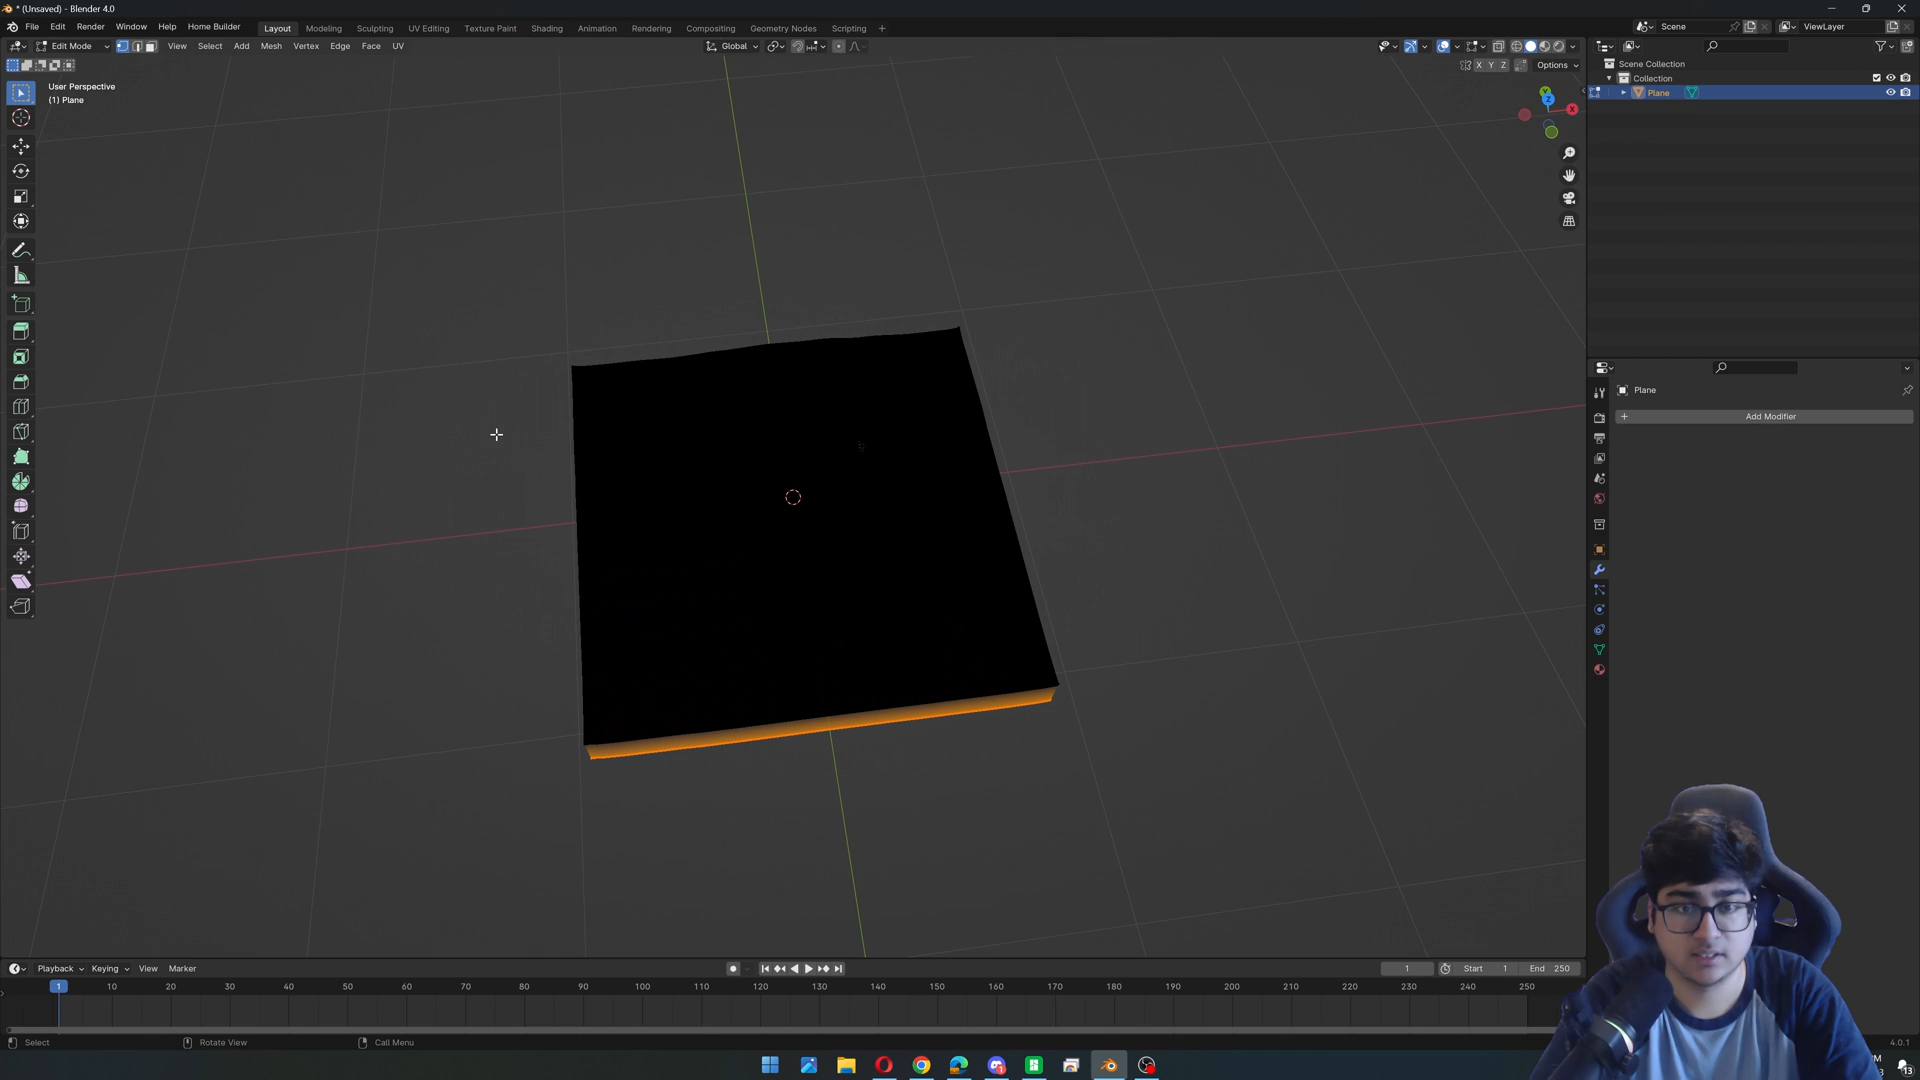 * (Unsaved) - Blender 4.0
File Edit Render Window Help Home Builder Layout Modeling Sculpting UV Editing Texture Paint Shading Animation Rendering Compositing Geometry Nodes Scripting + Scene ViewLayer
Edit Mode View Select Add Mesh Vertex Edge Face UV Global
X Y Z Options
User Perspective
(1) Plane
Y
Z
X
Scene Collection
Collection
Plane
Plane
+ Add Modifier
Playback Keying View Marker 1 Start 1 End 250
1 10 20 30 40 50 60 70 80 90 100 110 120 130 140 150 160 170 180 190 200 210 220 230 240 250
Select Rotate View Call Menu 4.0.1
M
3
13